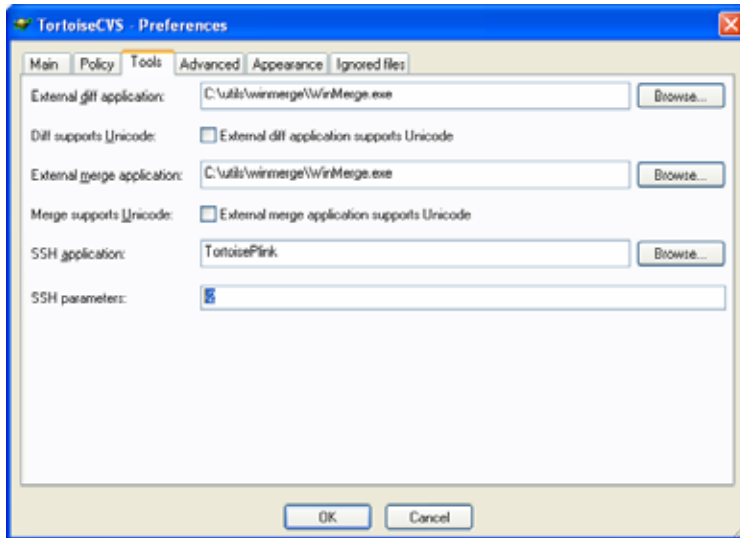 TortoiseCVS - Preferences
Main Policy Tools Advanced Appearance Ignored files
External diff application: C:\utils\winmerge\WinMerge.exe Browse...
Diff supports Unicode: External diff application supports Unicode
External merge application: C:\utils\winmerge\WinMerge.exe Browse...
Merge supports Unicode: External merge application supports Unicode
SSH application: TortoisePlink Browse...
SSH parameters:
OK Cancel